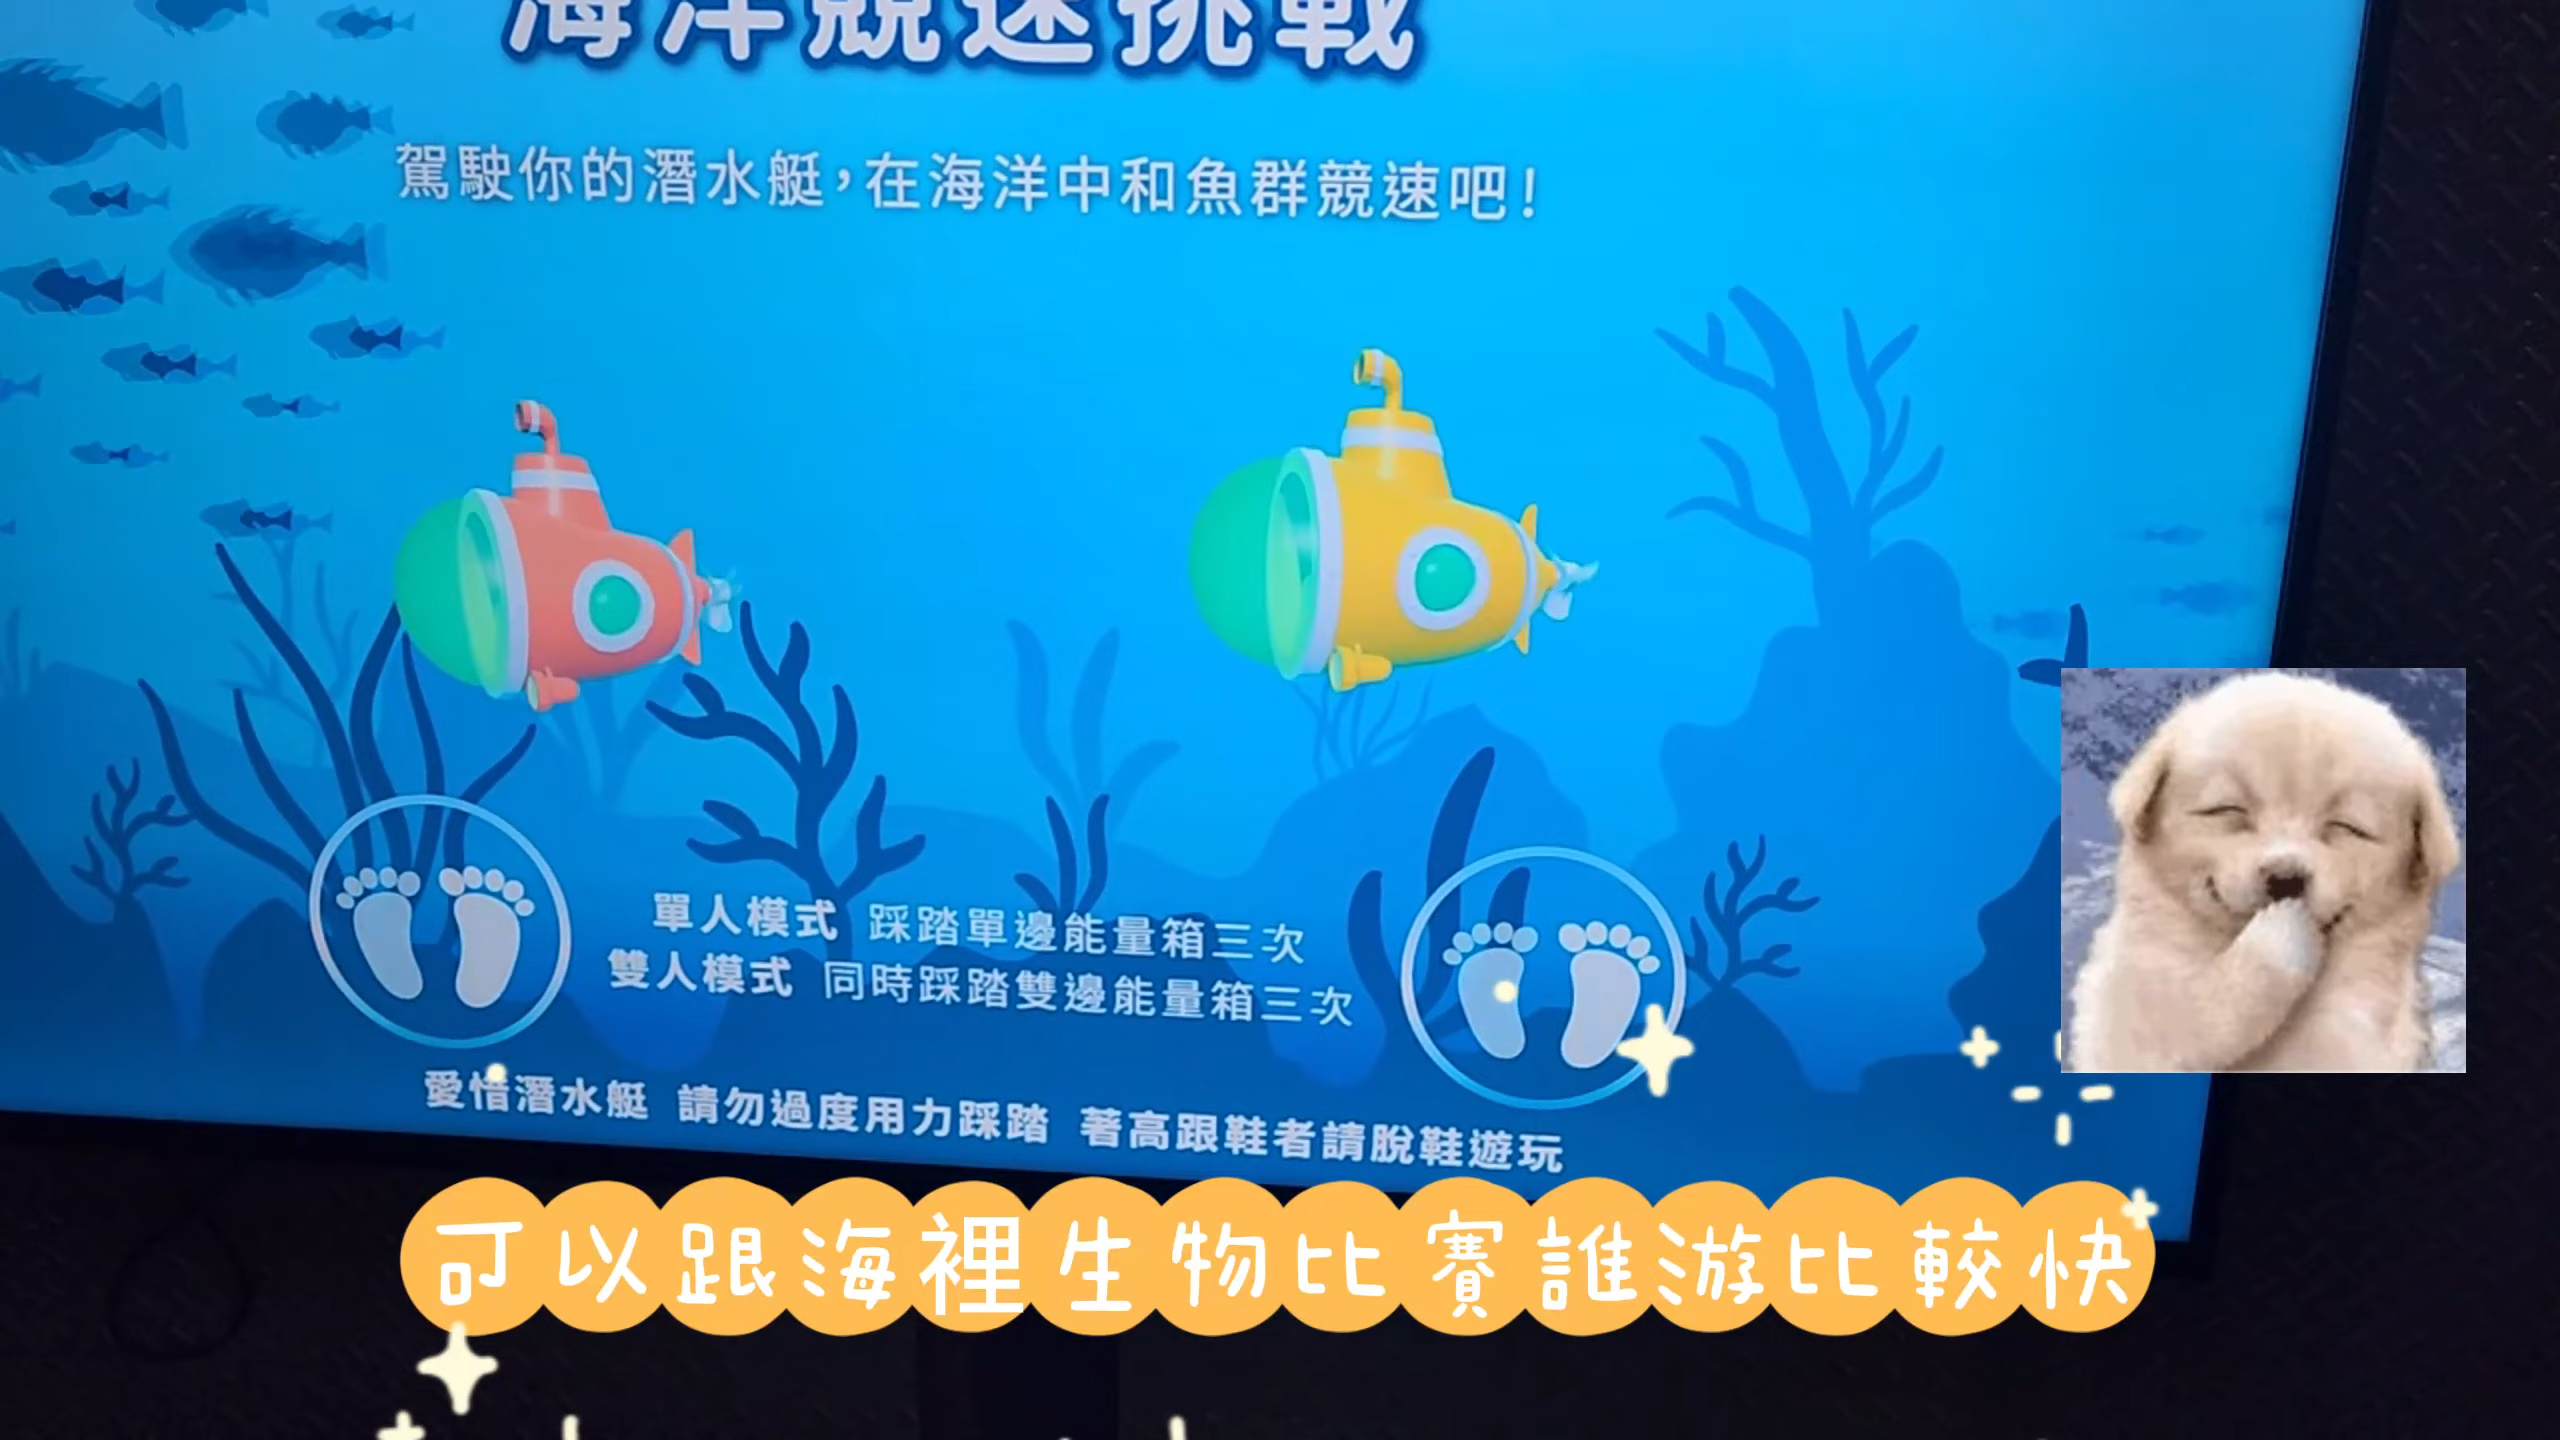 海洋競速挑戰
駕駛你的潛水艇，在海洋中和魚群競速吧！
單人模式 踩踏單邊能量箱三次
雙人模式 同時踩踏雙邊能量箱三次
愛惜潛水艇 請勿過度用力踩踏 著高跟鞋者請脫鞋遊玩
可以跟海裡生物比賽誰游比較快